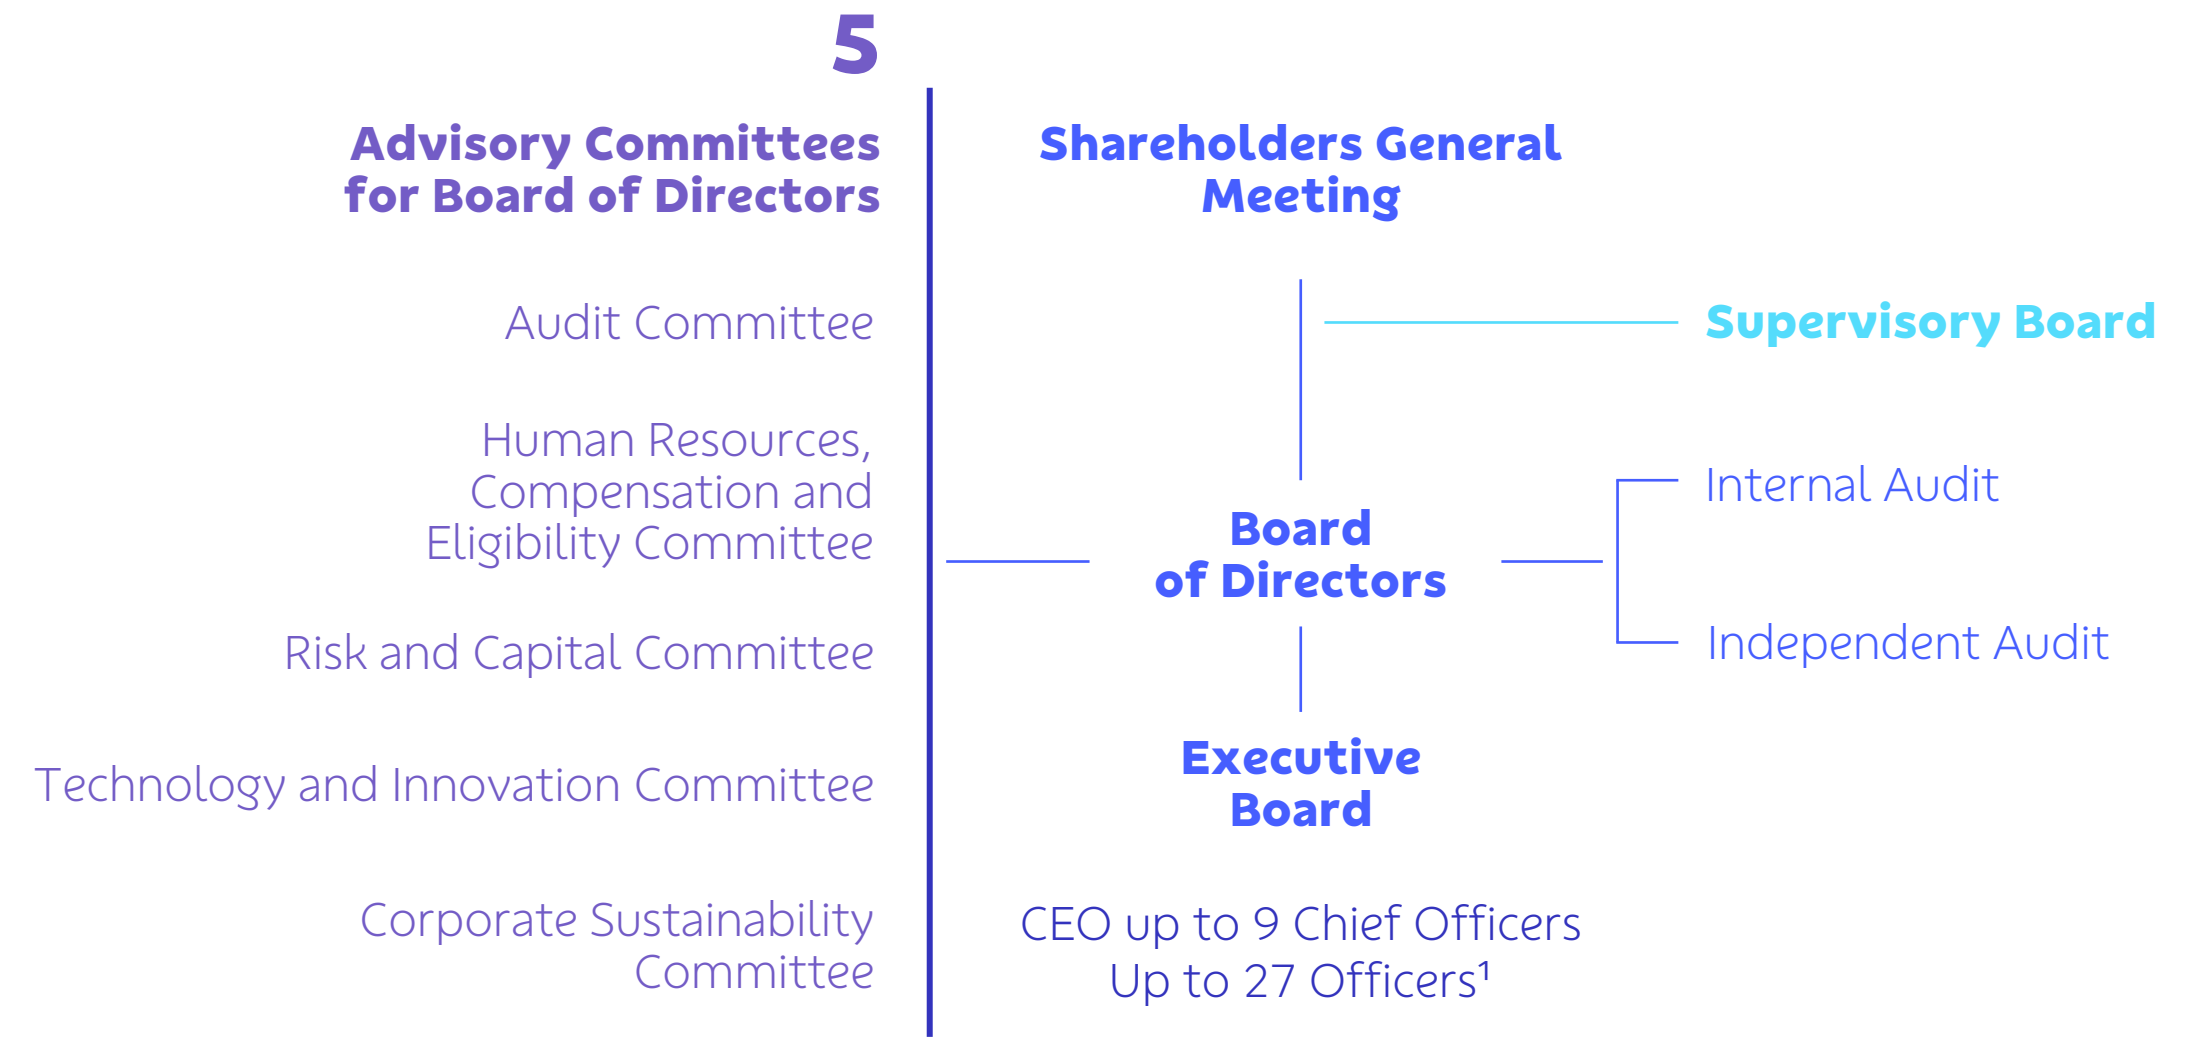 5
Advisory Committees
for Board of Directors
Audit Committee
Human Resources,
Compensation and
Eligibility Committee
Risk and Capital Committee
Technology and Innovation Committee
Corporate Sustainability
Committee
Shareholders General
Meeting
Supervisory Board
Board
of Directors
Internal Audit
Independent Audit
Executive
Board
CEO up to 9 Chief Officers
Up to 27 Officers¹